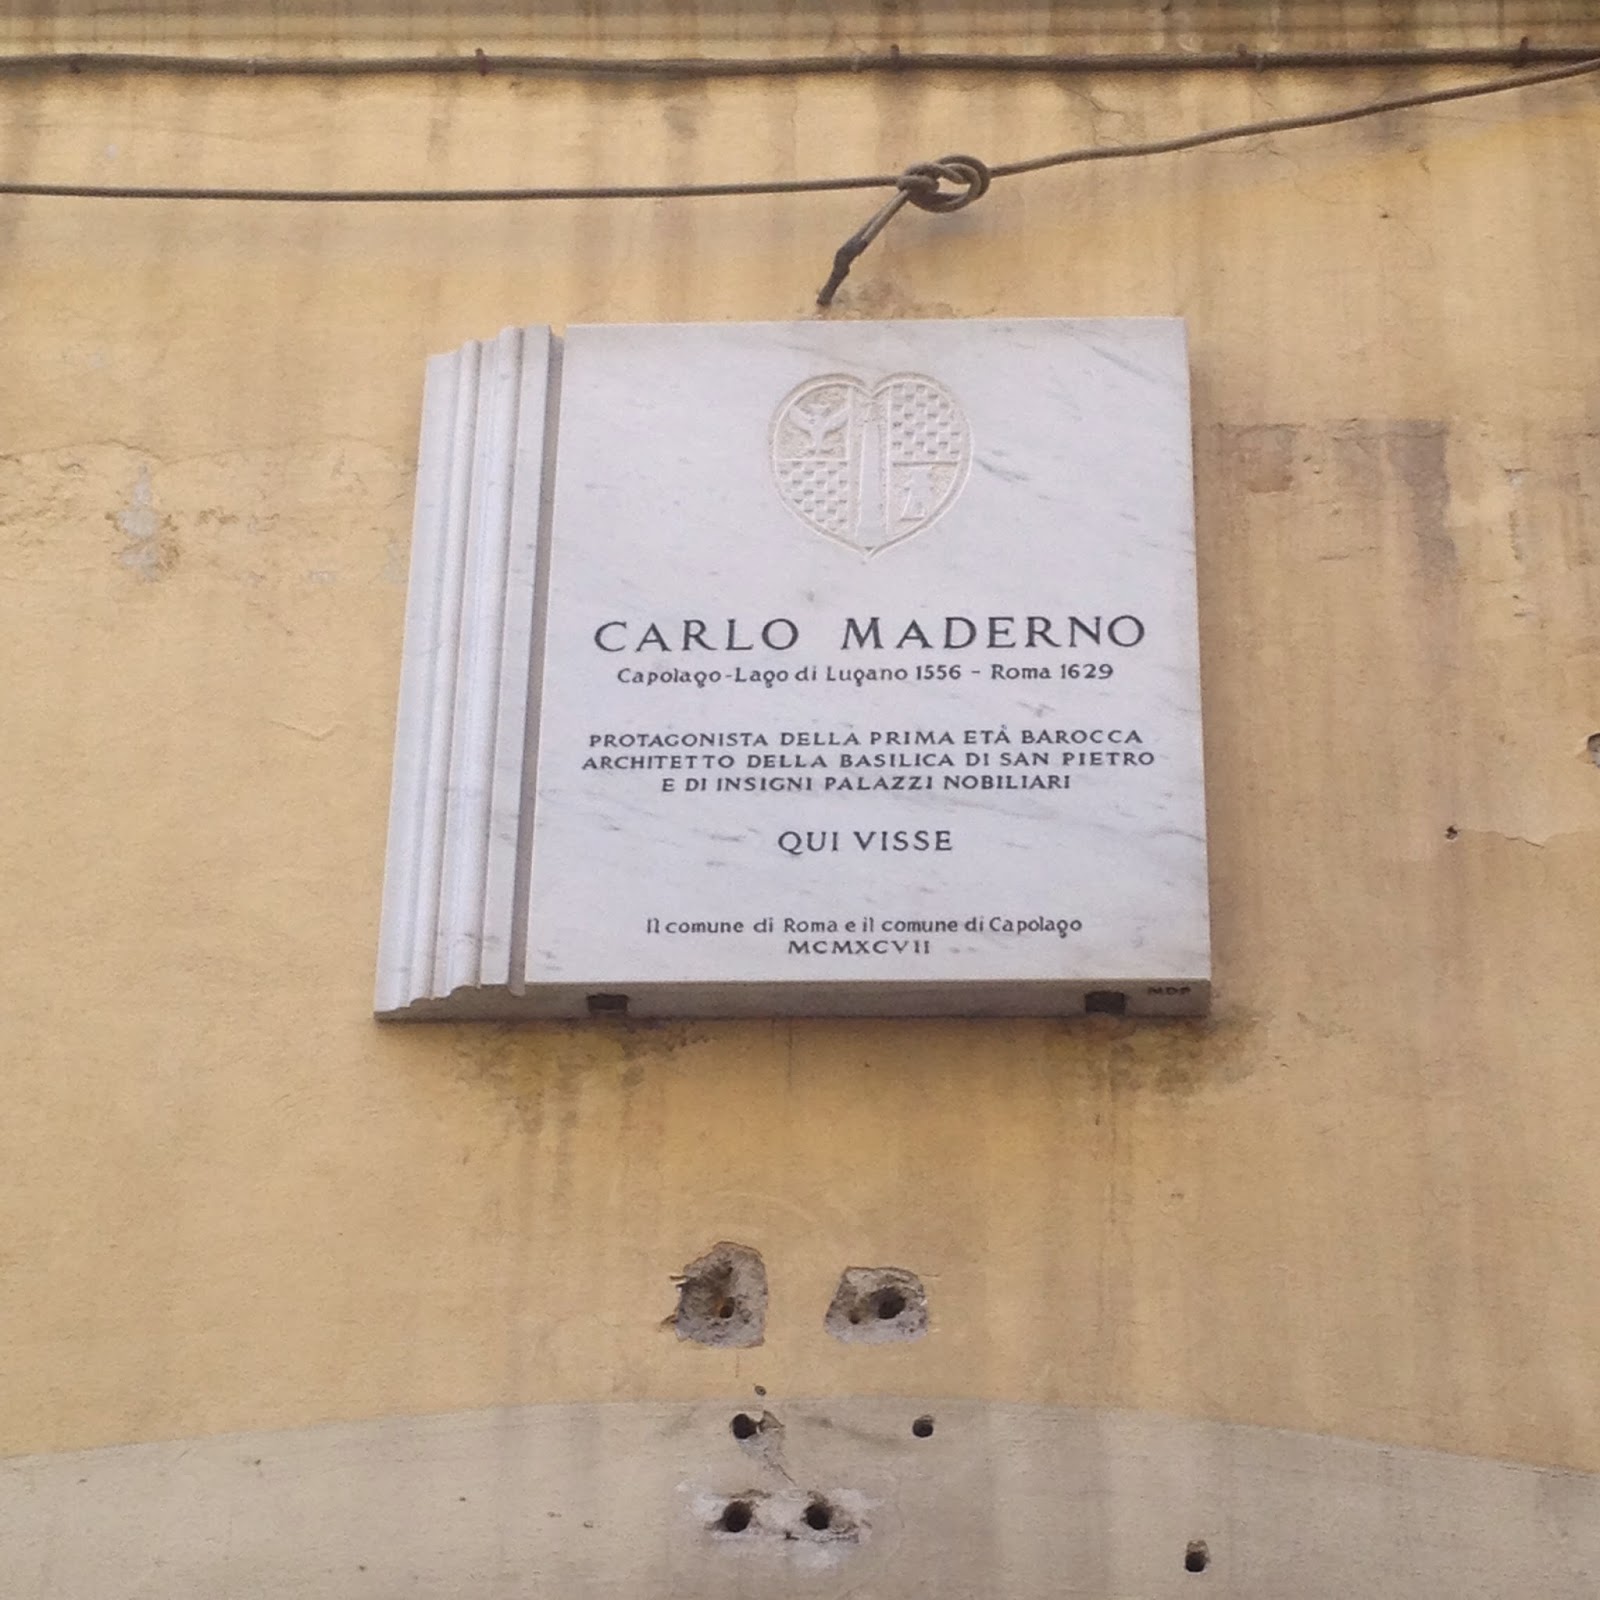 CARLO MADERNO
Capolago-Lago di Lugano 1556 - Roma 1629
PROTAGONISTA DELLA PRIMA ETÀ BAROCCA
ARCHITETTO DELLA BASILICA DI SAN PIETRO
E DI INSIGNI PALAZZI NOBILIARI
QUI VISSE
Il comune di Roma e il comune di Capolago
MCMXCVII
MDP